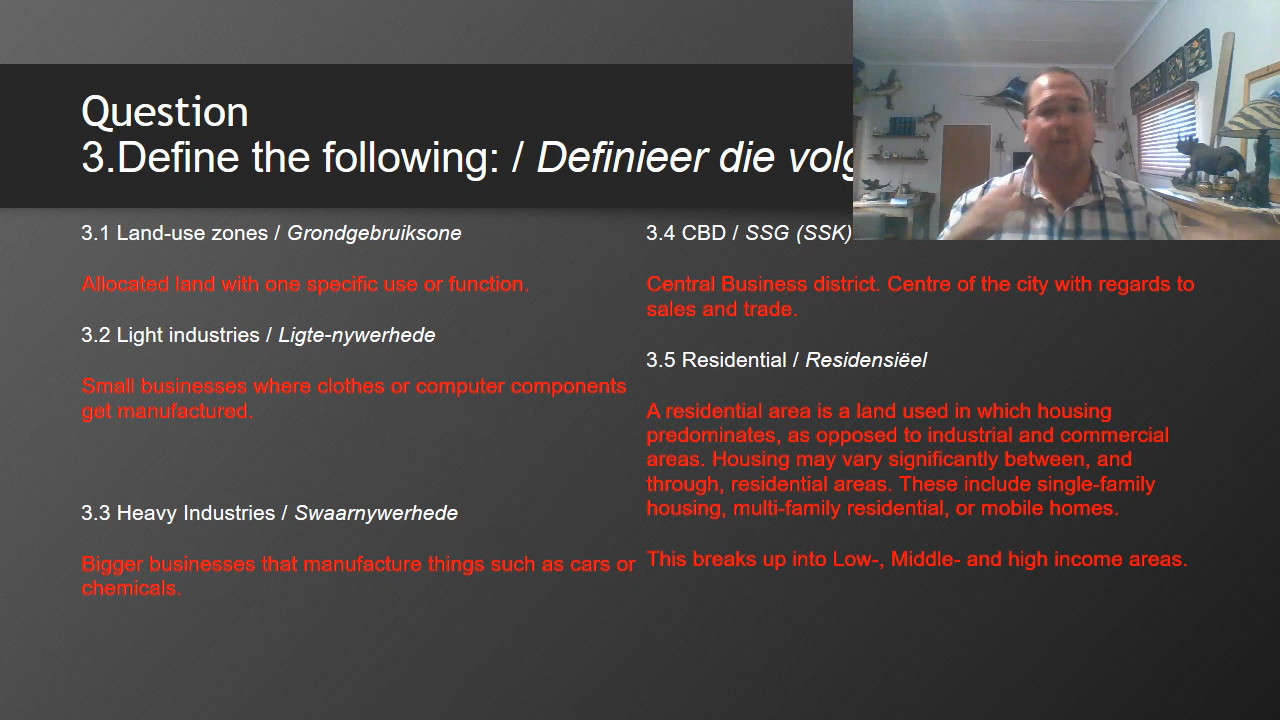 Question
3.Define the following: / Definieer die
3.1 Land-use zones / Grondgebruiksone
Allocated land with one specific use or function.
3.2 Light industries / Ligte-nywerhede
Small businesses where clothes or computer components
get manufactured.
3.3 Heavy Industries / Swaarnywerhede
Bigger businesses that manufacture things such as cars or
chemicals.
3.4 CBD / SSG (SSK)
Central Business district. Centre of the city with regards to
sales and trade.
3.5 Residential / Residensiëel
A residential area is a land used in which housing
predominates, as opposed to industrial and commercial
areas. Housing may vary significantly between, and
through, residential areas. These include single-family
housing, multi-family residential, or mobile homes.
This breaks up into Low-, Middle- and high income areas.